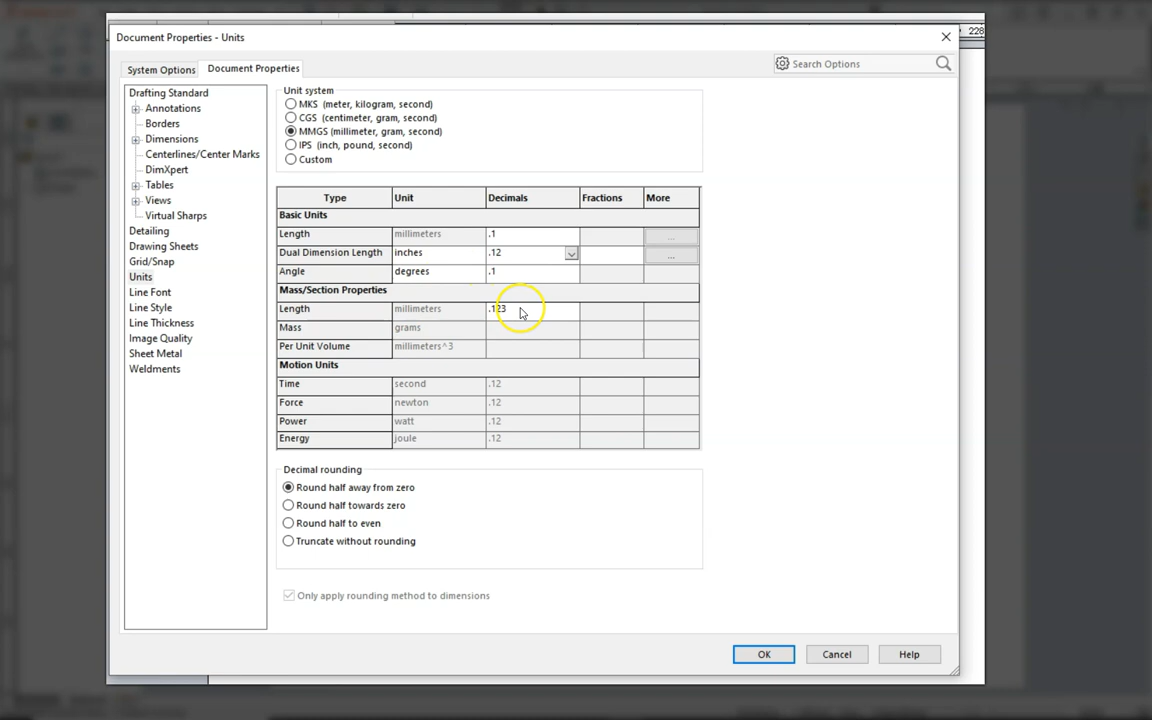 228
Document Properties - Units
System Options
Document Properties
Search Options
Drafting Standard
Annotations
Borders
Dimensions
Centerlines/Center Marks
DimXpert
Tables
Views
Virtual Sharps
Detailing
Drawing Sheets
Grid/Snap
Units
Line Font
Line Style
Line Thickness
Image Quality
Sheet Metal
Weldments
Unit system
MKS (meter, kilogram, second)
CGS (centimeter, gram, second)
MMGS (millimeter, gram, second)
IPS (inch, pound, second)
Custom
Type Unit Decimals Fractions More
Basic Units
Length millimeters .1 ...
Dual Dimension Length inches .12 ...
Angle degrees .1
Mass/Section Properties
Length millimeters .123
Mass grams
Per Unit Volume millimeters^3
Motion Units
Time second .12
Force newton .12
Power watt .12
Energy joule .12
Decimal rounding
Round half away from zero
Round half towards zero
Round half to even
Truncate without rounding
Only apply rounding method to dimensions
OK Cancel Help